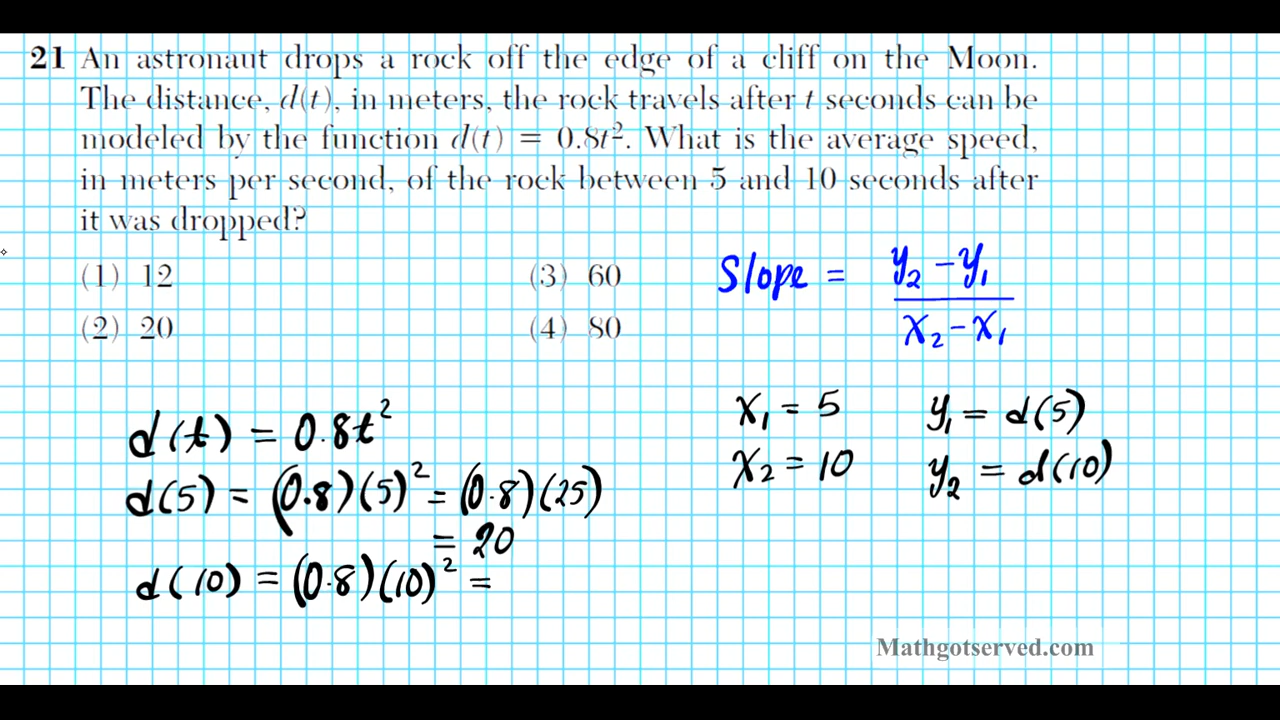 21 An astronaut drops a rock off the edge of a cliff on the Moon.
The distance, d(t), in meters, the rock travels after t seconds can be
modeled by the function d(t) = 0.8t². What is the average speed,
in meters per second, of the rock between 5 and 10 seconds after
it was dropped?
(1) 12
(3) 60
(2) 20
(4) 80
Slope = y₂ - y₁ / x₂ - x₁
d(t) = 0.8t²
d(5) = (0.8)(5)² = (0.8)(25)
= 20
d(10) = (0.8)(10)² =
x₁ = 5 y₁ = d(5)
x₂ = 10 y₂ = d(10)
Mathgotserved.com